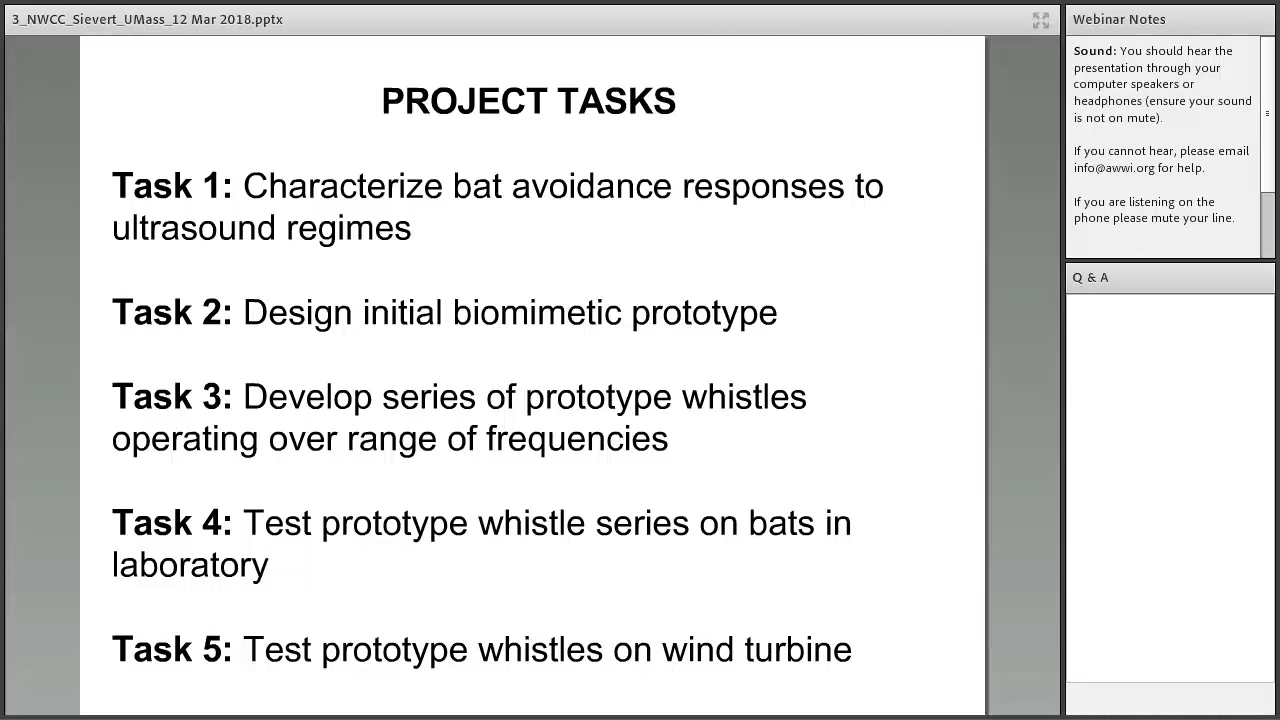 3_NWCC_Sievert_UMass_12 Mar 2018.pptx
PROJECT TASKS
Task 1: Characterize bat avoidance responses to
ultrasound regimes
Task 2: Design initial biomimetic prototype
Task 3: Develop series of prototype whistles
operating over range of frequencies
Task 4: Test prototype whistle series on bats in
laboratory
Task 5: Test prototype whistles on wind turbine
Webinar Notes
Sound: You should hear the
presentation through your
computer speakers or
headphones (ensure your sound
is not on mute).
If you cannot hear, please email
info@awwi.org for help.
If you are listening on the
phone please mute your line.
Q & A